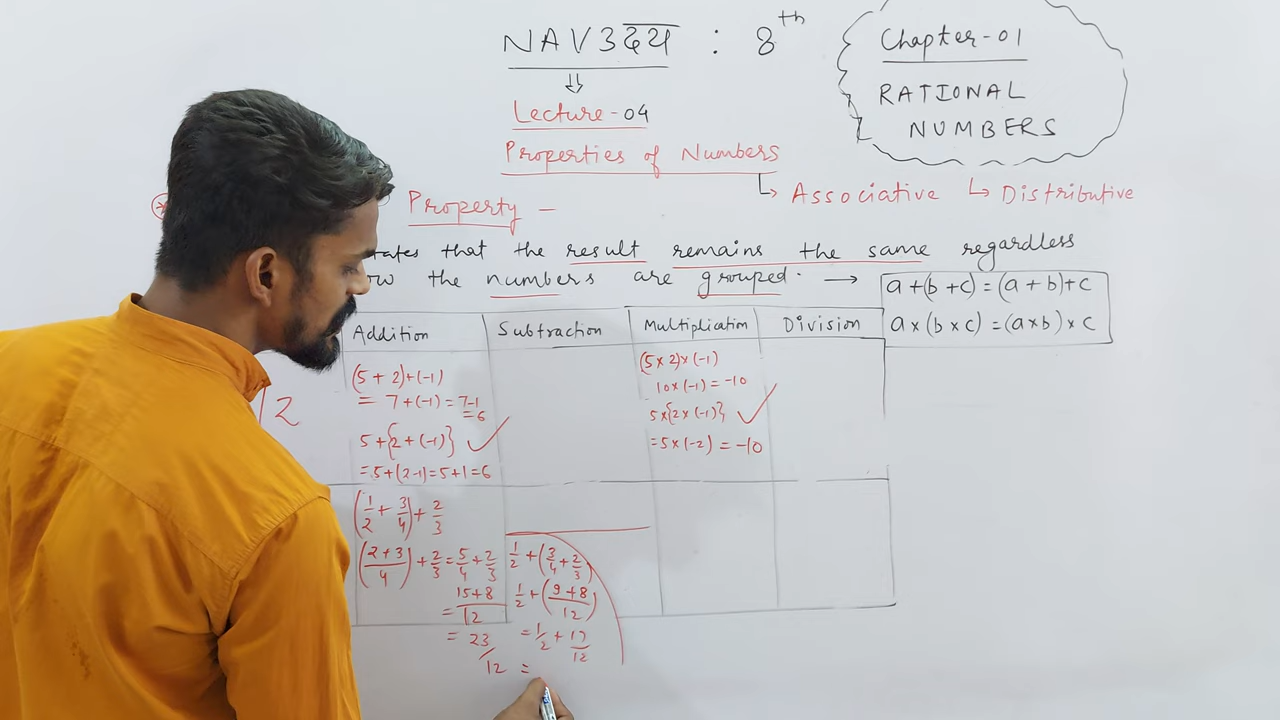 NAV3उदय : 8th
Chapter-01
RATIONAL
NUMBERS
⇓
Lecture-04
Properties of Numbers
↳ Associative ↳ Distributive
Property -
that the result remains the same regardless
the numbers are grouped. →
a+(b+c)=(a+b)+c
a×(b×c)=(a×b)×c
Addition Subtraction Multiplication Division
(5+2)+(-1)
= 7+(-1) = 7-1
=6
5+{2+(-1)} ✓
=5+(2-1)=5+1=6
(5×2)×(-1)
10×(-1)=-10
5×{2×(-1)} ✓
=5×(-2)=-10
(1/2+3/4)+2/3
(2+3/4)+2/3=5/4+2/3
=15+8/12
=23/12
1/2+(3/4+2/3)
1/2+(9+8/12)
=1/2+17/12
=
12